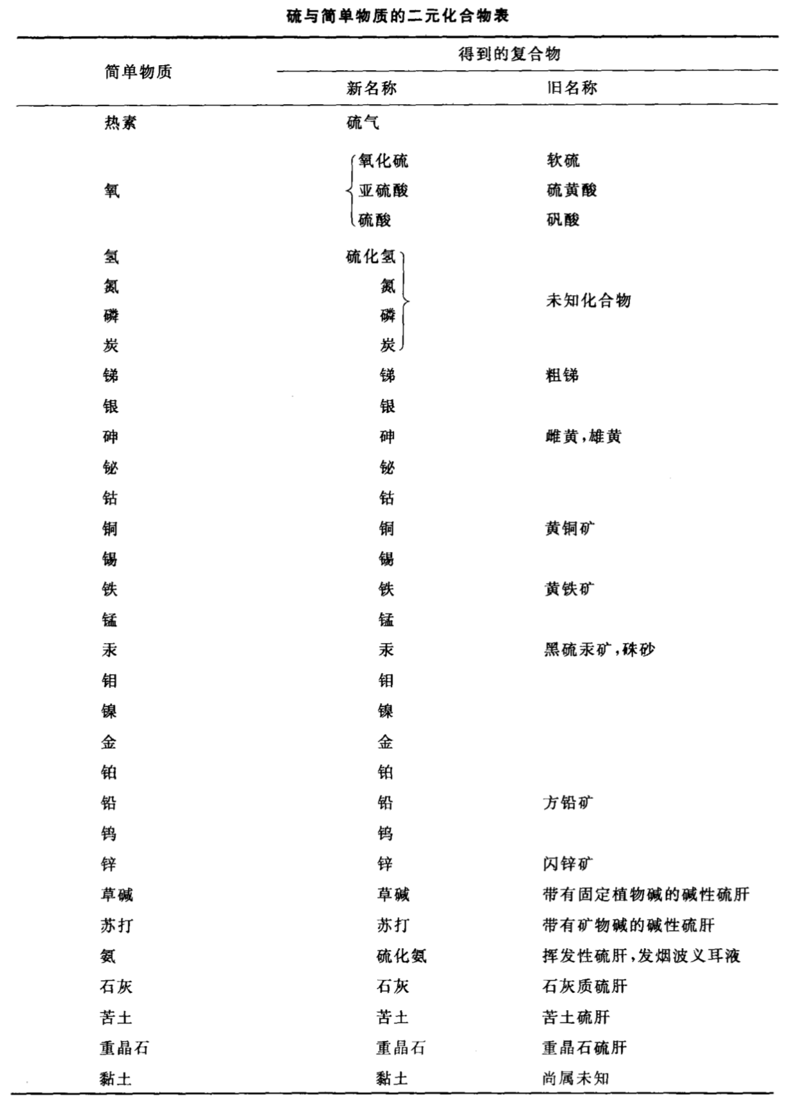 硫与简单物质的二元化合物表
简单物质 得到的复合物
新名称 旧名称
热素 硫气
氧 氧化硫 软硫
亚硫酸 硫黄酸
硫酸 矾酸
氢 硫化氢 未知化合物
氮 氮
磷 磷
炭 炭
锑 锑 粗锑
银 银
砷 砷 雌黄,雄黄
铋 铋
钴 钴
铜 铜 黄铜矿
锡 锡
铁 铁 黄铁矿
锰 锰
汞 汞 黑硫汞矿,硃砂
钼 钼
镍 镍
金 金
铂 铂
铅 铅 方铅矿
钨 钨
锌 锌 闪锌矿
草碱 草碱 带有固定植物碱的碱性硫肝
苏打 苏打 带有矿物碱的碱性硫肝
氨 硫化氨 挥发性硫肝,发烟波义耳液
石灰 石灰 石灰质硫肝
苦土 苦土 苦土硫肝
重晶石 重晶石 重晶石硫肝
黏土 黏土 尚属未知